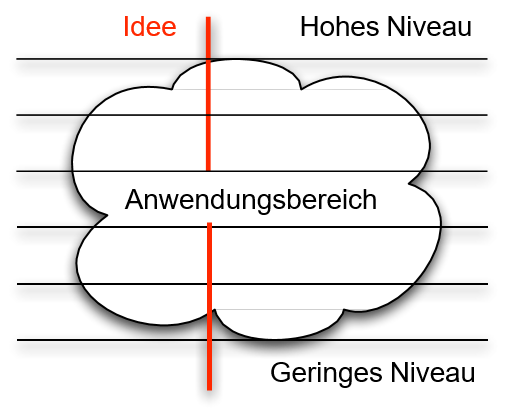 Idee
Hohes Niveau
Anwendungsbereich
Geringes Niveau